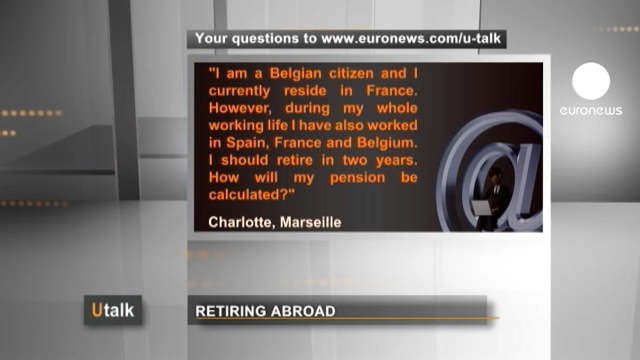 Your questions to www.euronews.com/u-talk
"I am a Belgian citizen and I
currently reside in France.
However, during my whole
working life I have also worked
in Spain, France and Belgium.
I should retire in two years.
How will my pension be
calculated?"
Charlotte, Marseille
euronews
Utalk
RETIRING ABROAD